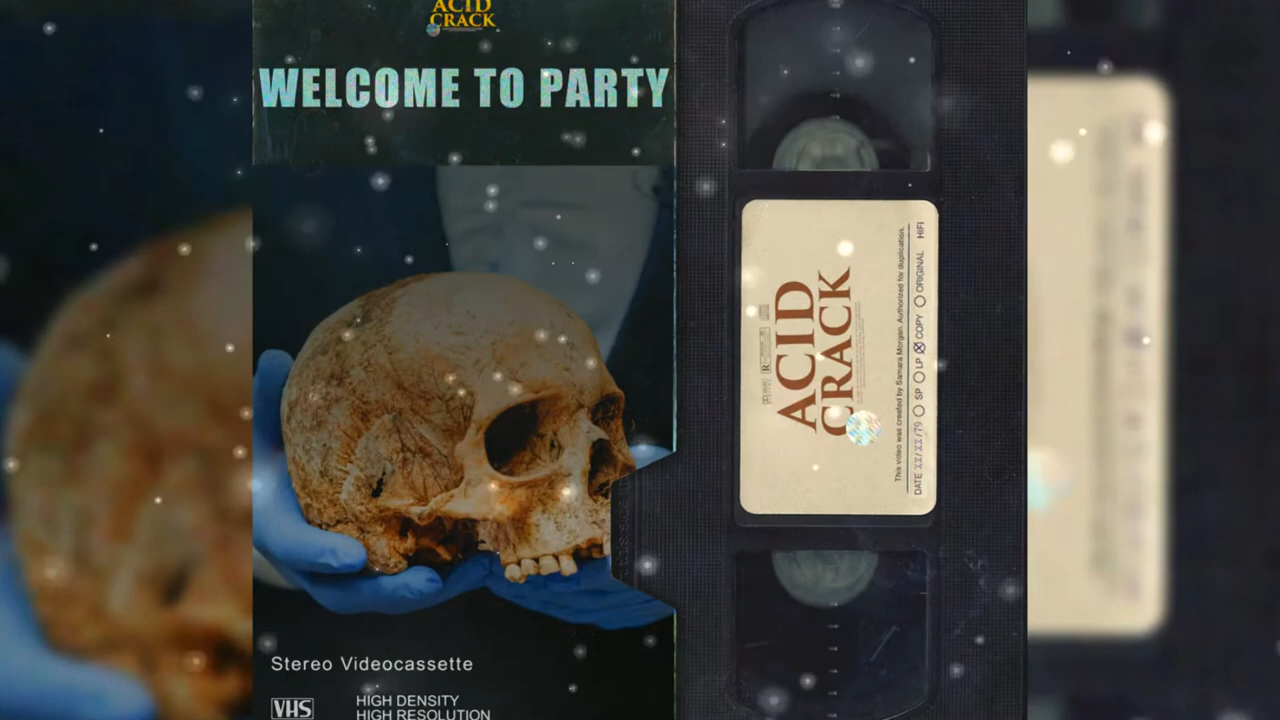 ACID
CRACK
WELCOME TO PARTY
Stereo Videocassette
VHS
HIGH DENSITY
HIGH RESOLUTION
ACID
CRACK
R
This video was created by Samara Morgan. Authorized for duplication.
DATE XX/XX/79 SP LP COPY ORIGINAL HIFI